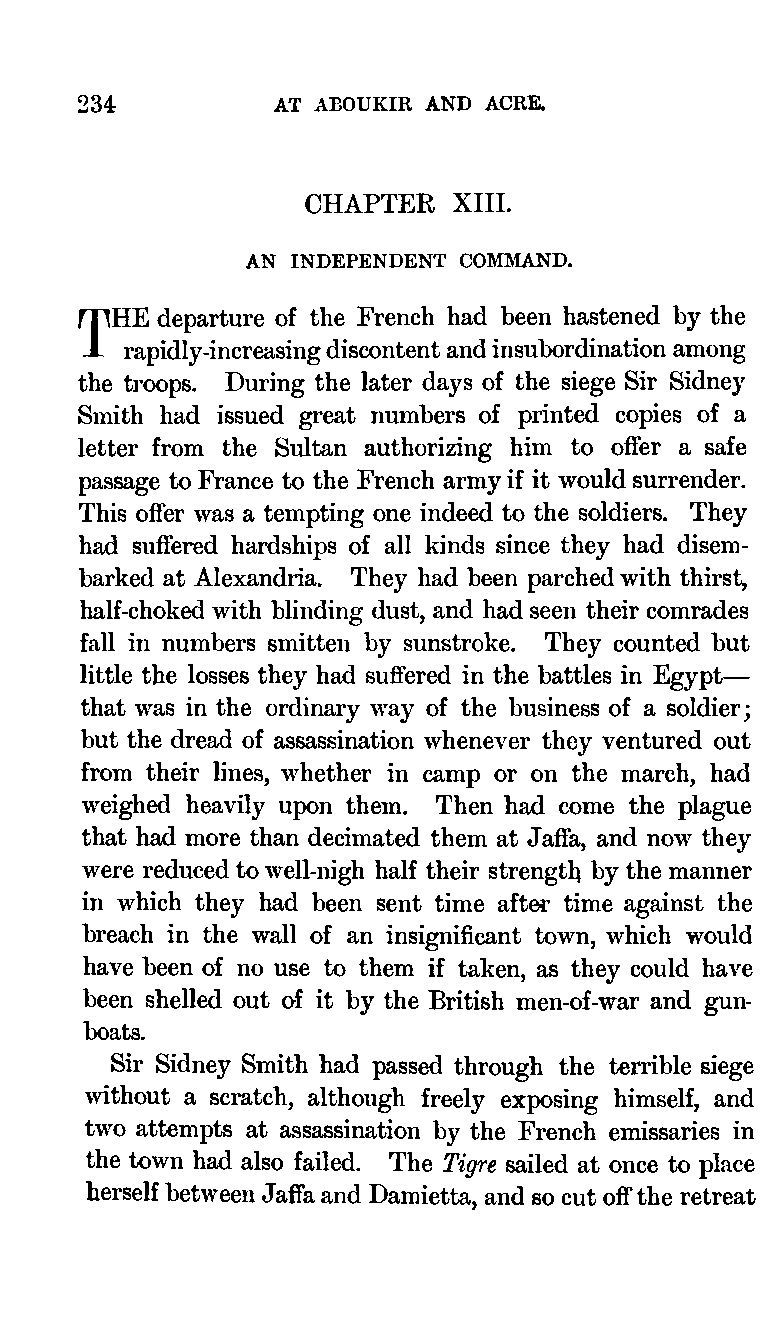 234 AT ABOUKIR AND ACRE.
CHAPTER XIII.
AN INDEPENDENT COMMAND.
THE departure of the French had been hastened by the
rapidly-increasing discontent and insubordination among
the troops. During the later days of the siege Sir Sidney
Smith had issued great numbers of printed copies of a
letter from the Sultan authorizing him to offer a safe
passage to France to the French army if it would surrender.
This offer was a tempting one indeed to the soldiers. They
had suffered hardships of all kinds since they had disem-
barked at Alexandria. They had been parched with thirst,
half-choked with blinding dust, and had seen their comrades
fall in numbers smitten by sunstroke. They counted but
little the losses they had suffered in the battles in Egypt—
that was in the ordinary way of the business of a soldier;
but the dread of assassination whenever they ventured out
from their lines, whether in camp or on the march, had
weighed heavily upon them. Then had come the plague
that had more than decimated them at Jaffa, and now they
were reduced to well-nigh half their strength by the manner
in which they had been sent time after time against the
breach in the wall of an insignificant town, which would
have been of no use to them if taken, as they could have
been shelled out of it by the British men-of-war and gun-
boats.
Sir Sidney Smith had passed through the terrible siege
without a scratch, although freely exposing himself, and
two attempts at assassination by the French emissaries in
the town had also failed. The Tigre sailed at once to place
herself between Jaffa and Damietta, and so cut off the retreat